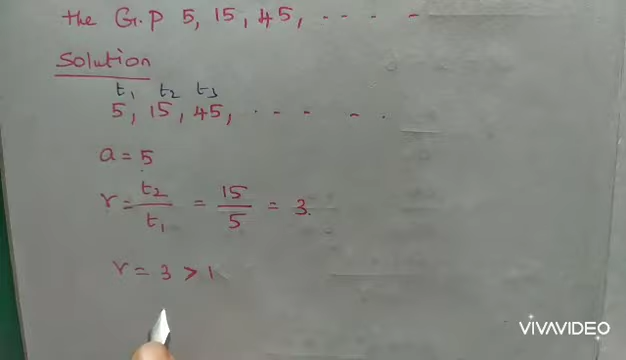 the G.P 5, 15, 45, - - - - -
Solution
t₁ t₂ t₃
5, 15, 45, - - - - - .
a = 5
r = t₂/t₁ = 15/5 = 3.
r = 3 > 1
VIVAVIDEO